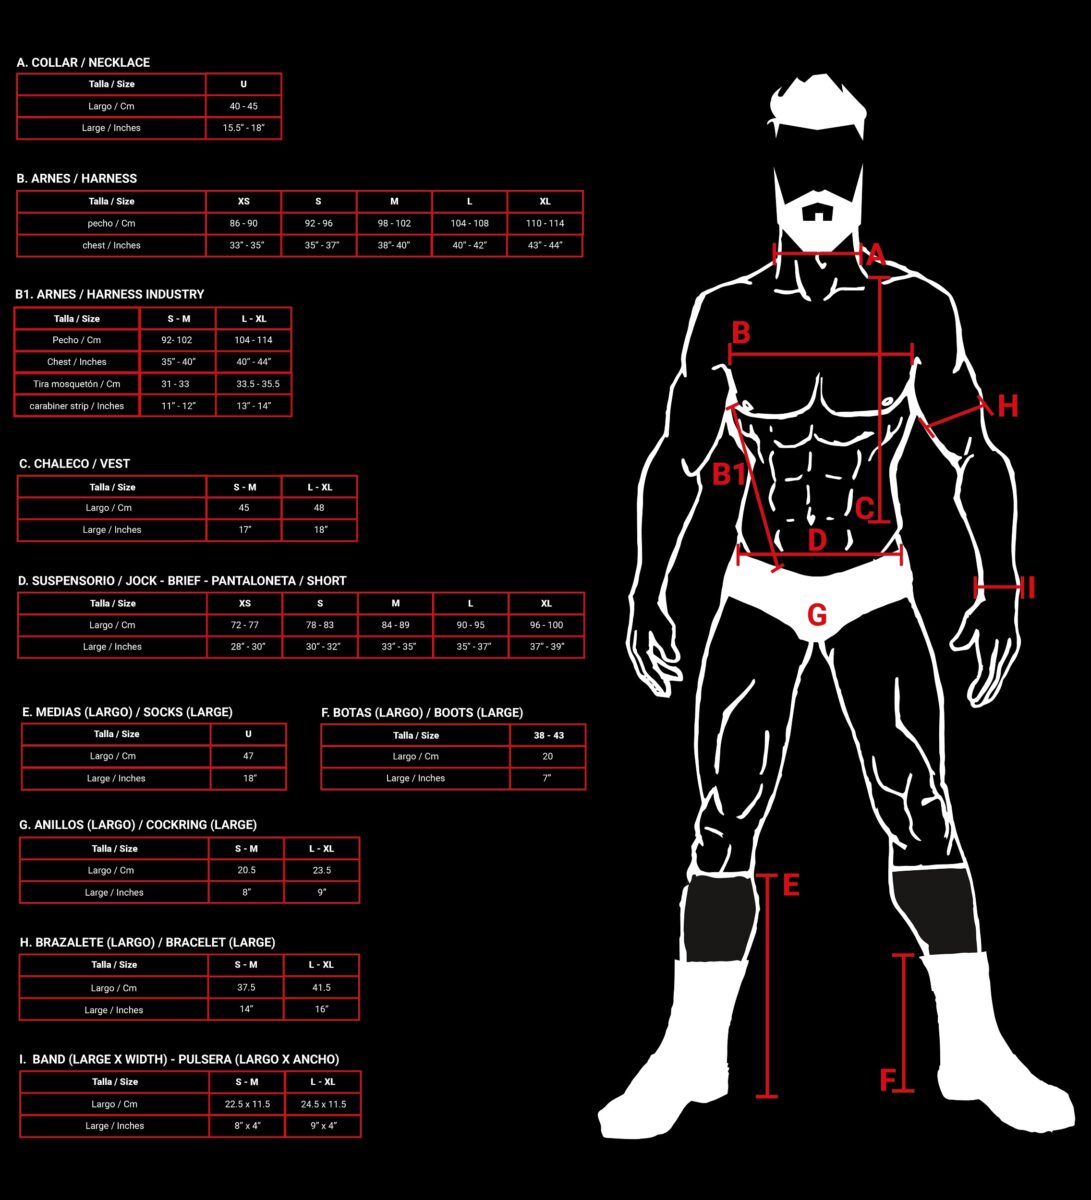 A. COLLAR / NECKLACE
Talla / Size U
Largo / Cm 40 - 45
Large / Inches 15.5” - 18”
B. ARNES / HARNESS
Talla / Size XS S M L XL
pecho / Cm 86 - 90 92 - 96 98 - 102 104 - 108 110 - 114
chest / Inches 33” - 35” 35” - 37” 38”- 40” 40” - 42” 43” - 44”
B1. ARNES / HARNESS INDUSTRY
Talla / Size S - M L - XL
Pecho / Cm 92- 102 104 - 114
Chest / Inches 35” - 40” 40” - 44”
Tira mosquetón / Cm 31 - 33 33.5 - 35.5
carabiner strip / Inches 11” - 12” 13” - 14”
C. CHALECO / VEST
Talla / Size S - M L - XL
Largo / Cm 45 48
Large / Inches 17” 18”
D. SUSPENSORIO / JOCK - BRIEF - PANTALONETA / SHORT
Talla / Size XS S M L XL
Largo / Cm 72 - 77 78 - 83 84 - 89 90 - 95 96 - 100
Large / Inches 28” - 30” 30” - 32” 33” - 35” 35” - 37” 37” - 39”
E. MEDIAS (LARGO) / SOCKS (LARGE)
Talla / Size U
Largo / Cm 47
Large / Inches 18”
F. BOTAS (LARGO) / BOOTS (LARGE)
Talla / Size 38 - 43
Largo / Cm 20
Large / Inches 7”
G. ANILLOS (LARGO) / COCKRING (LARGE)
Talla / Size S - M L - XL
Largo / Cm 20.5 23.5
Large / Inches 8” 9”
H. BRAZALETE (LARGO) / BRACELET (LARGE)
Talla / Size S - M L - XL
Largo / Cm 37.5 41.5
Large / Inches 14” 16”
I. BAND (LARGE X WIDTH) - PULSERA (LARGO X ANCHO)
Talla / Size S - M L - XL
Largo / Cm 22.5 x 11.5 24.5 x 11.5
Large / Inches 8” x 4” 9” x 4”
A
B
H
B1
C
D
I
G
E
F